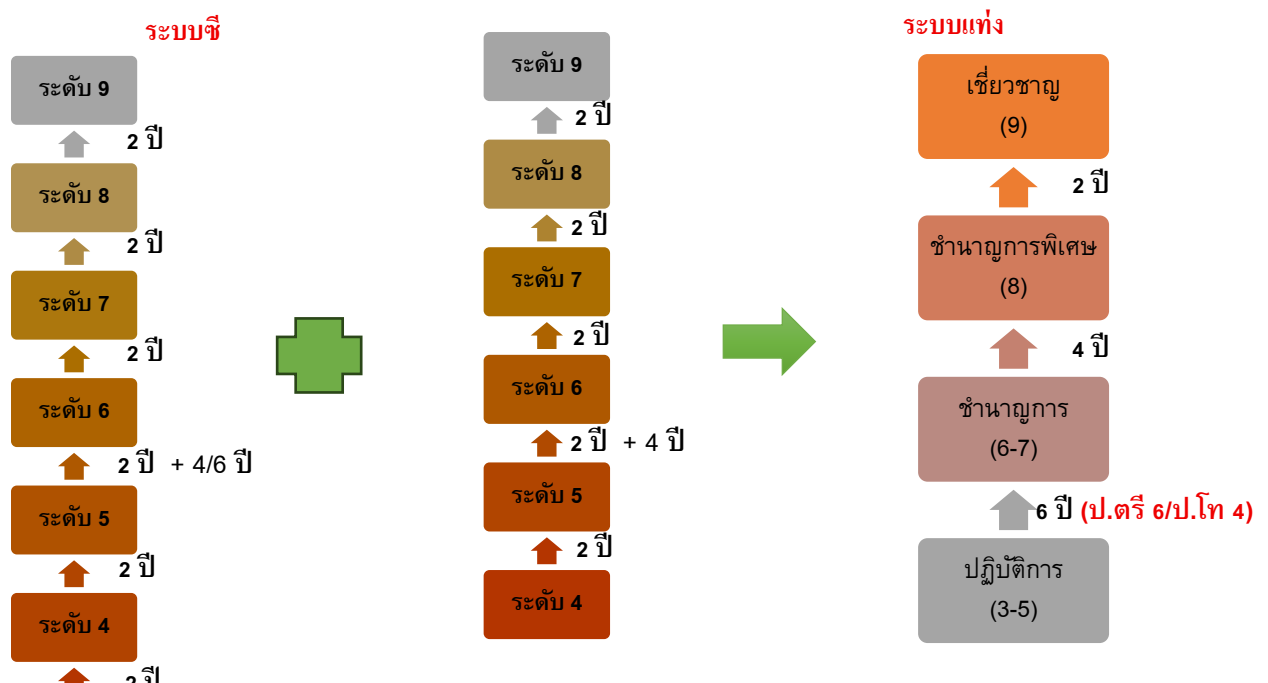 ระบบซี
ระดับ 9
2 ปี
ระดับ 8
2 ปี
ระดับ 7
2 ปี
ระดับ 6
2 ปี + 4/6 ปี
ระดับ 5
2 ปี
ระดับ 4
2 ปี
ระดับ 9
2 ปี
ระดับ 8
2 ปี
ระดับ 7
2 ปี
ระดับ 6
2 ปี + 4 ปี
ระดับ 5
2 ปี
ระดับ 4
ระบบแท่ง
เชี่ยวชาญ
(9)
2 ปี
ชำนาญการพิเศษ
(8)
4 ปี
ชำนาญการ
(6-7)
6 ปี (ป.ตรี 6/ป.โท 4)
ปฏิบัติการ
(3-5)